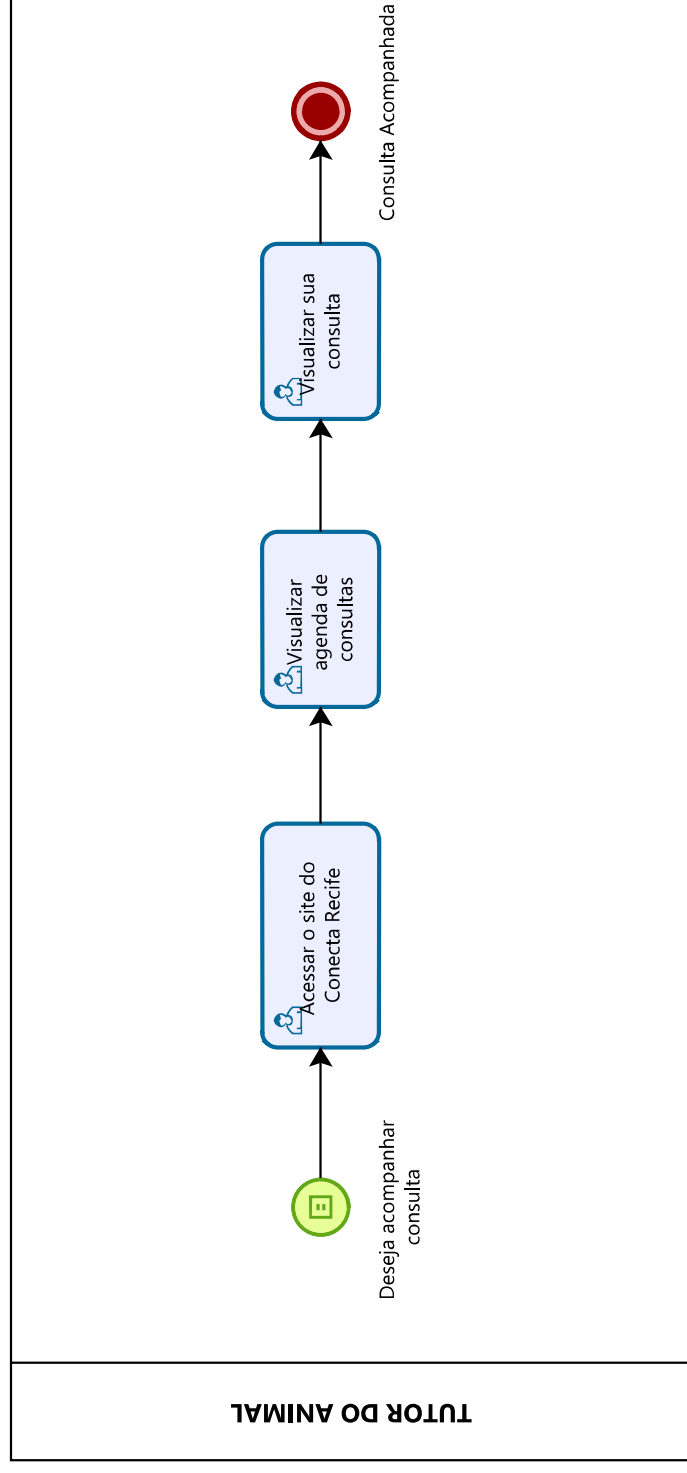 TUTOR DO ANIMAL
Deseja acompanhar
consulta
Acessar o site do
Conecta Recife
Visualizar
agenda de
consultas
Visualizar sua
consulta
Consulta Acompanhada